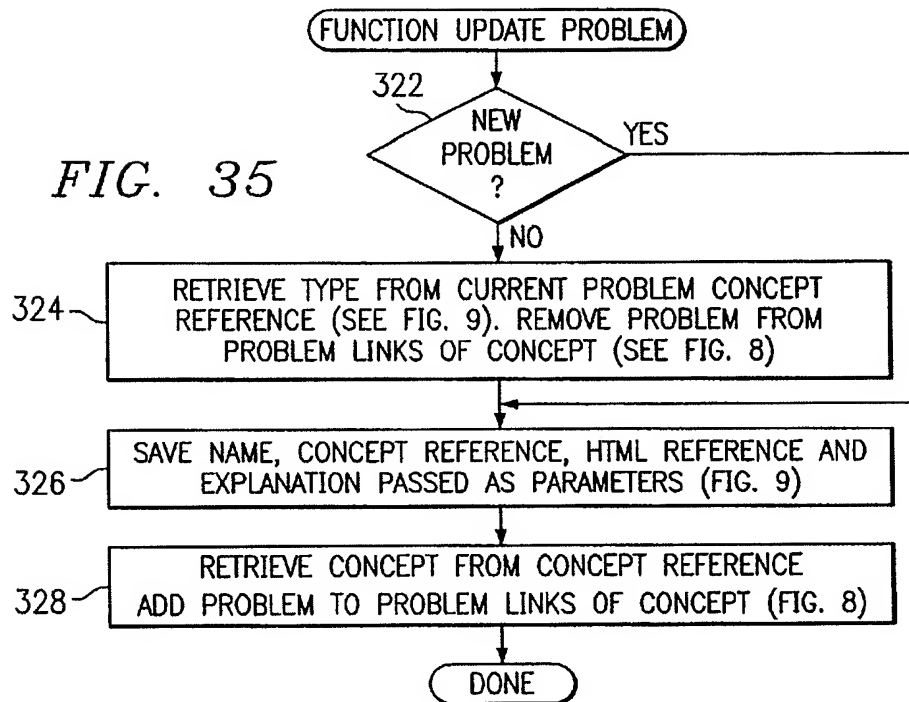 FUNCTION UPDATE PROBLEM
322
NEW
PROBLEM
?
YES
FIG. 35
NO
324
RETRIEVE TYPE FROM CURRENT PROBLEM CONCEPT
REFERENCE (SEE FIG. 9). REMOVE PROBLEM FROM
PROBLEM LINKS OF CONCEPT (SEE FIG. 8)
326
SAVE NAME, CONCEPT REFERENCE, HTML REFERENCE AND
EXPLANATION PASSED AS PARAMETERS (FIG. 9)
328
RETRIEVE CONCEPT FROM CONCEPT REFERENCE
ADD PROBLEM TO PROBLEM LINKS OF CONCEPT (FIG. 8)
DONE